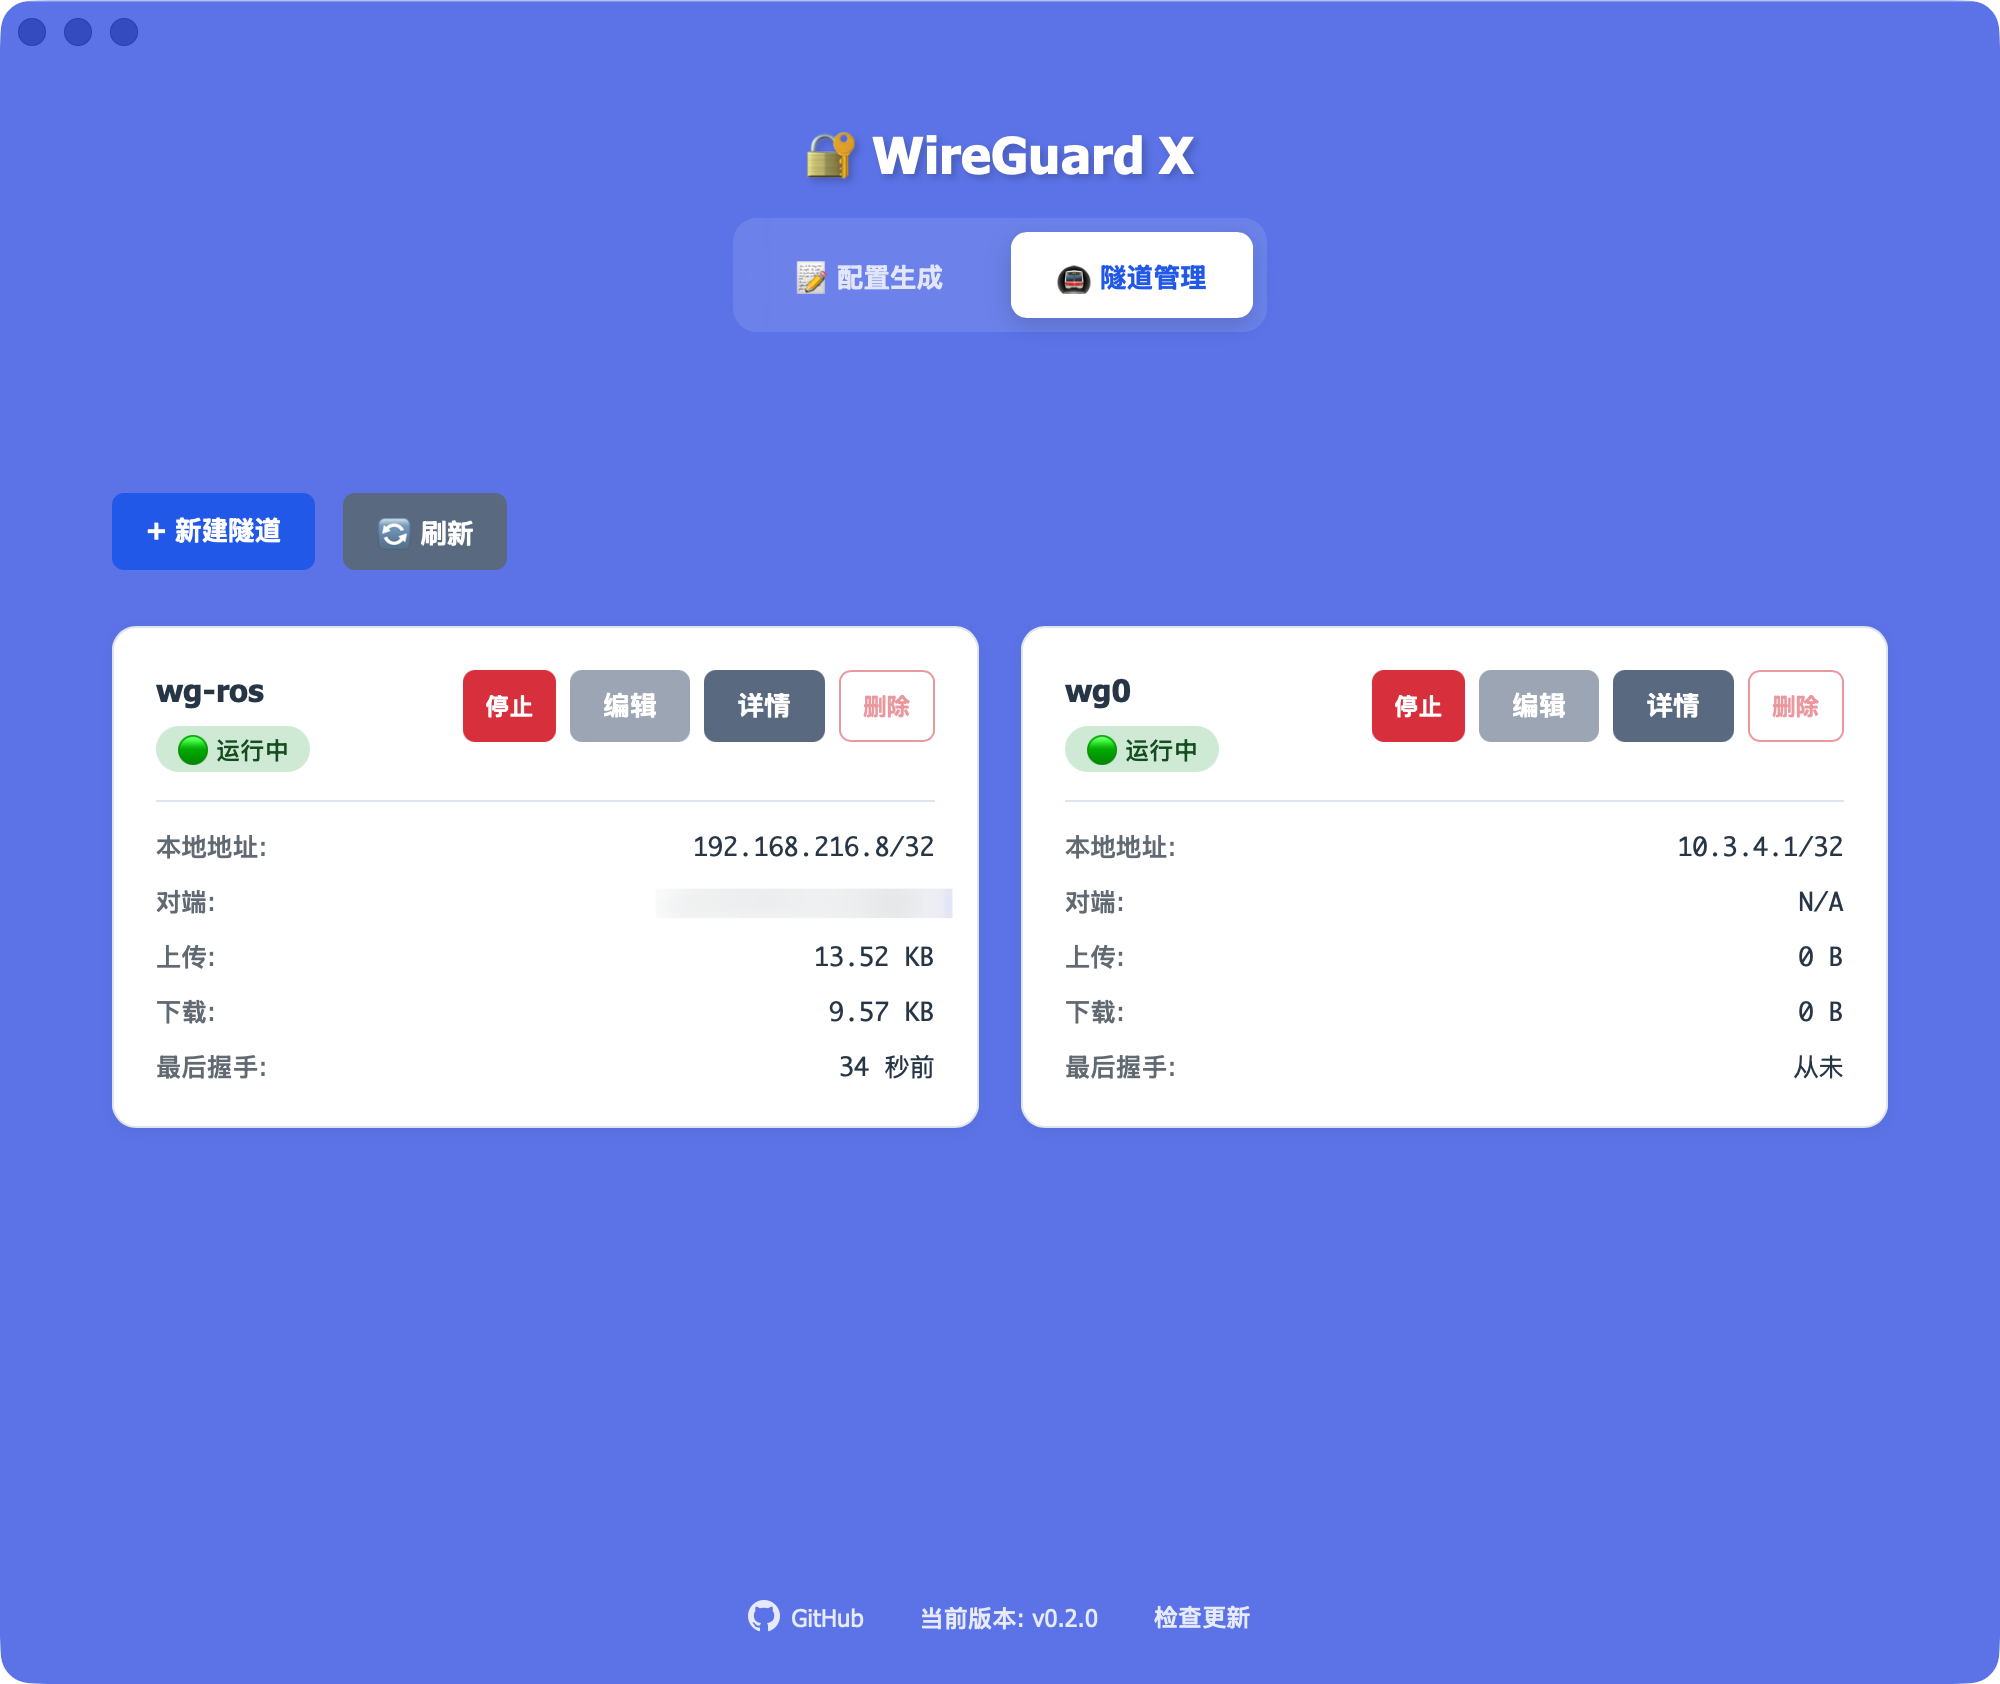 🔐 WireGuard X
📝 配置生成
🚇 隧道管理
+ 新建隧道
🔄 刷新
wg-ros
停止
编辑
详情
删除
🟢 运行中
本地地址: 192.168.216.8/32
对端:
上传: 13.52 KB
下载: 9.57 KB
最后握手: 34 秒前
wg0
停止
编辑
详情
删除
🟢 运行中
本地地址: 10.3.4.1/32
对端: N/A
上传: 0 B
下载: 0 B
最后握手: 从未
GitHub
当前版本: v0.2.0
检查更新